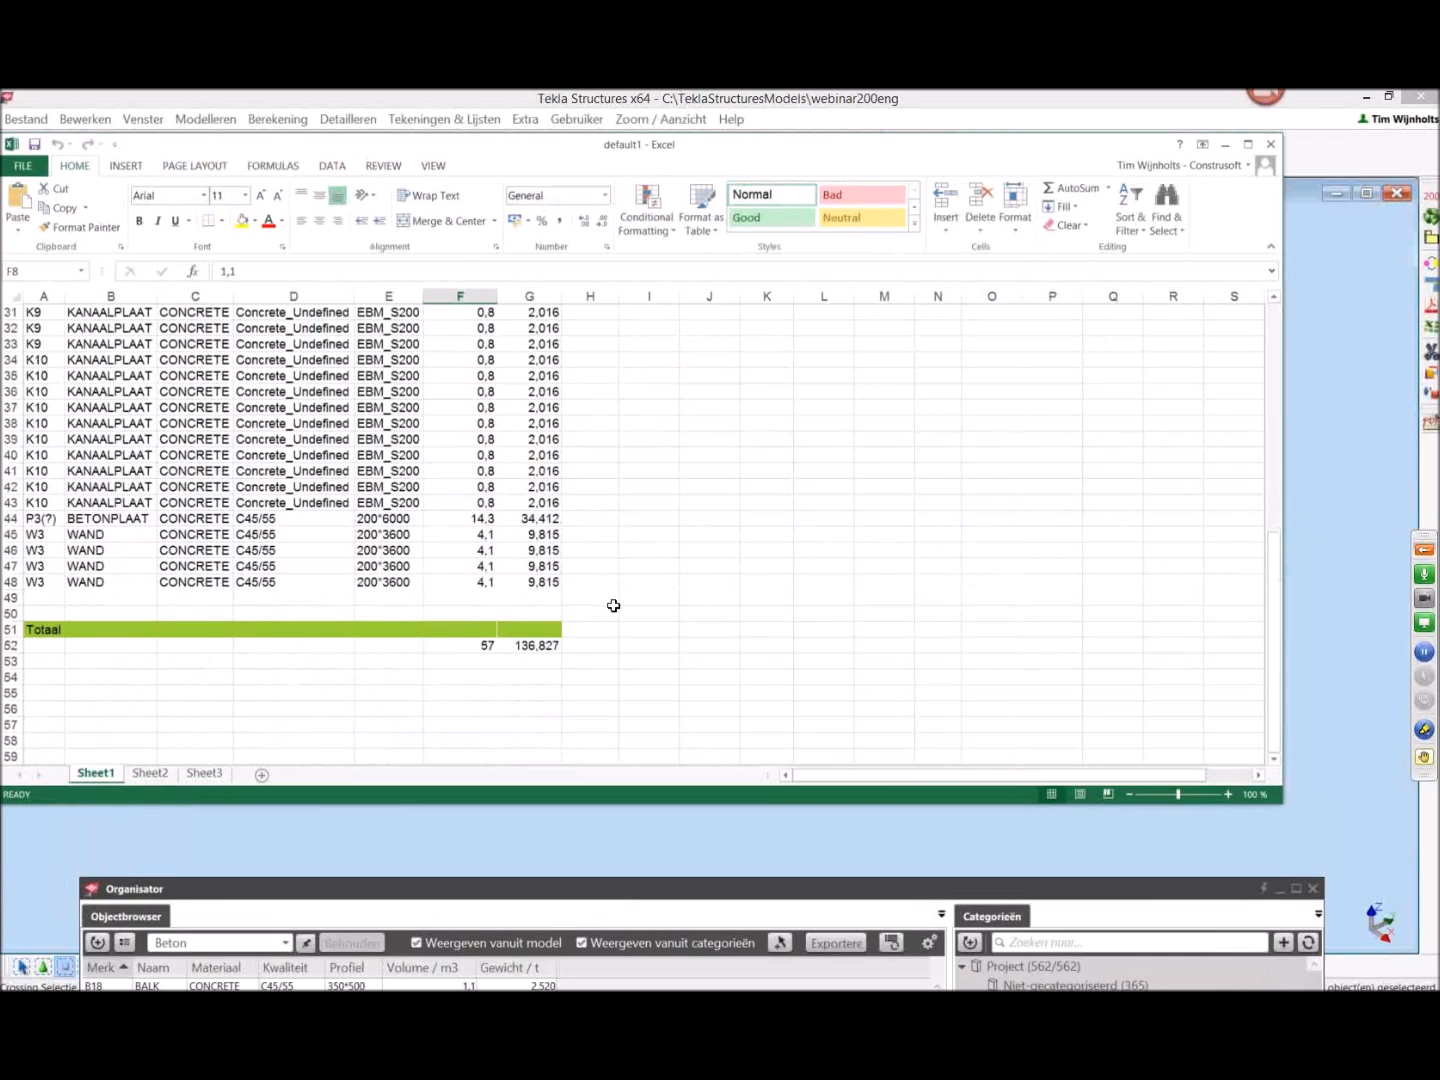 Tekla Structures x64 - C:\TeklaStructuresModels\webinar200eng
Bestand Bewerken Venster Modelleren Berekening Detailleren Tekeningen & Lijsten Extra Gebruiker Zoom / Aanzicht Help Tim Wijnholts
default1 - Excel
FILE HOME INSERT PAGE LAYOUT FORMULAS DATA REVIEW VIEW Tim Wijnholts - Construsoft
Paste Cut Copy Format Painter
Arial 11 B I U
Wrap Text Merge & Center
General %
Conditional Formatting Format as Table
Normal Bad Good Neutral
Insert Delete Format
AutoSum Fill Clear Sort & Filter Find & Select
Clipboard Font Alignment Number Styles Cells Editing
F8 fx 1,1
A B C D E F G H I J K L M N O P Q R S
31 K9 KANAALPLAAT CONCRETE Concrete_Undefined EBM_S200 0,8 2,016
32 K9 KANAALPLAAT CONCRETE Concrete_Undefined EBM_S200 0,8 2,016
33 K9 KANAALPLAAT CONCRETE Concrete_Undefined EBM_S200 0,8 2,016
34 K10 KANAALPLAAT CONCRETE Concrete_Undefined EBM_S200 0,8 2,016
35 K10 KANAALPLAAT CONCRETE Concrete_Undefined EBM_S200 0,8 2,016
36 K10 KANAALPLAAT CONCRETE Concrete_Undefined EBM_S200 0,8 2,016
37 K10 KANAALPLAAT CONCRETE Concrete_Undefined EBM_S200 0,8 2,016
38 K10 KANAALPLAAT CONCRETE Concrete_Undefined EBM_S200 0,8 2,016
39 K10 KANAALPLAAT CONCRETE Concrete_Undefined EBM_S200 0,8 2,016
40 K10 KANAALPLAAT CONCRETE Concrete_Undefined EBM_S200 0,8 2,016
41 K10 KANAALPLAAT CONCRETE Concrete_Undefined EBM_S200 0,8 2,016
42 K10 KANAALPLAAT CONCRETE Concrete_Undefined EBM_S200 0,8 2,016
43 K10 KANAALPLAAT CONCRETE Concrete_Undefined EBM_S200 0,8 2,016
44 P3(?) BETONPLAAT CONCRETE C45/55 200*6000 14,3 34,412
45 W3 WAND CONCRETE C45/55 200*3600 4,1 9,815
46 W3 WAND CONCRETE C45/55 200*3600 4,1 9,815
47 W3 WAND CONCRETE C45/55 200*3600 4,1 9,815
48 W3 WAND CONCRETE C45/55 200*3600 4,1 9,815
49
50
51 Totaal
52 57 136,827
53
54
55
56
57
58
59
Sheet1 Sheet2 Sheet3
READY 100 %
Organisator
Objectbrowser Categorieën
Beton Behouden Weergeven vanuit model Weergeven vanuit categorieën Exportere Zoeken naar...
Merk Naam Materiaal Kwaliteit Profiel Volume / m3 Gewicht / t Project (562/562)
B18 BALK CONCRETE C45/55 350*500 1,1 2,520 Niet-gecategoriseerd (365)
Crossing Selectie object(en) geselecteerd